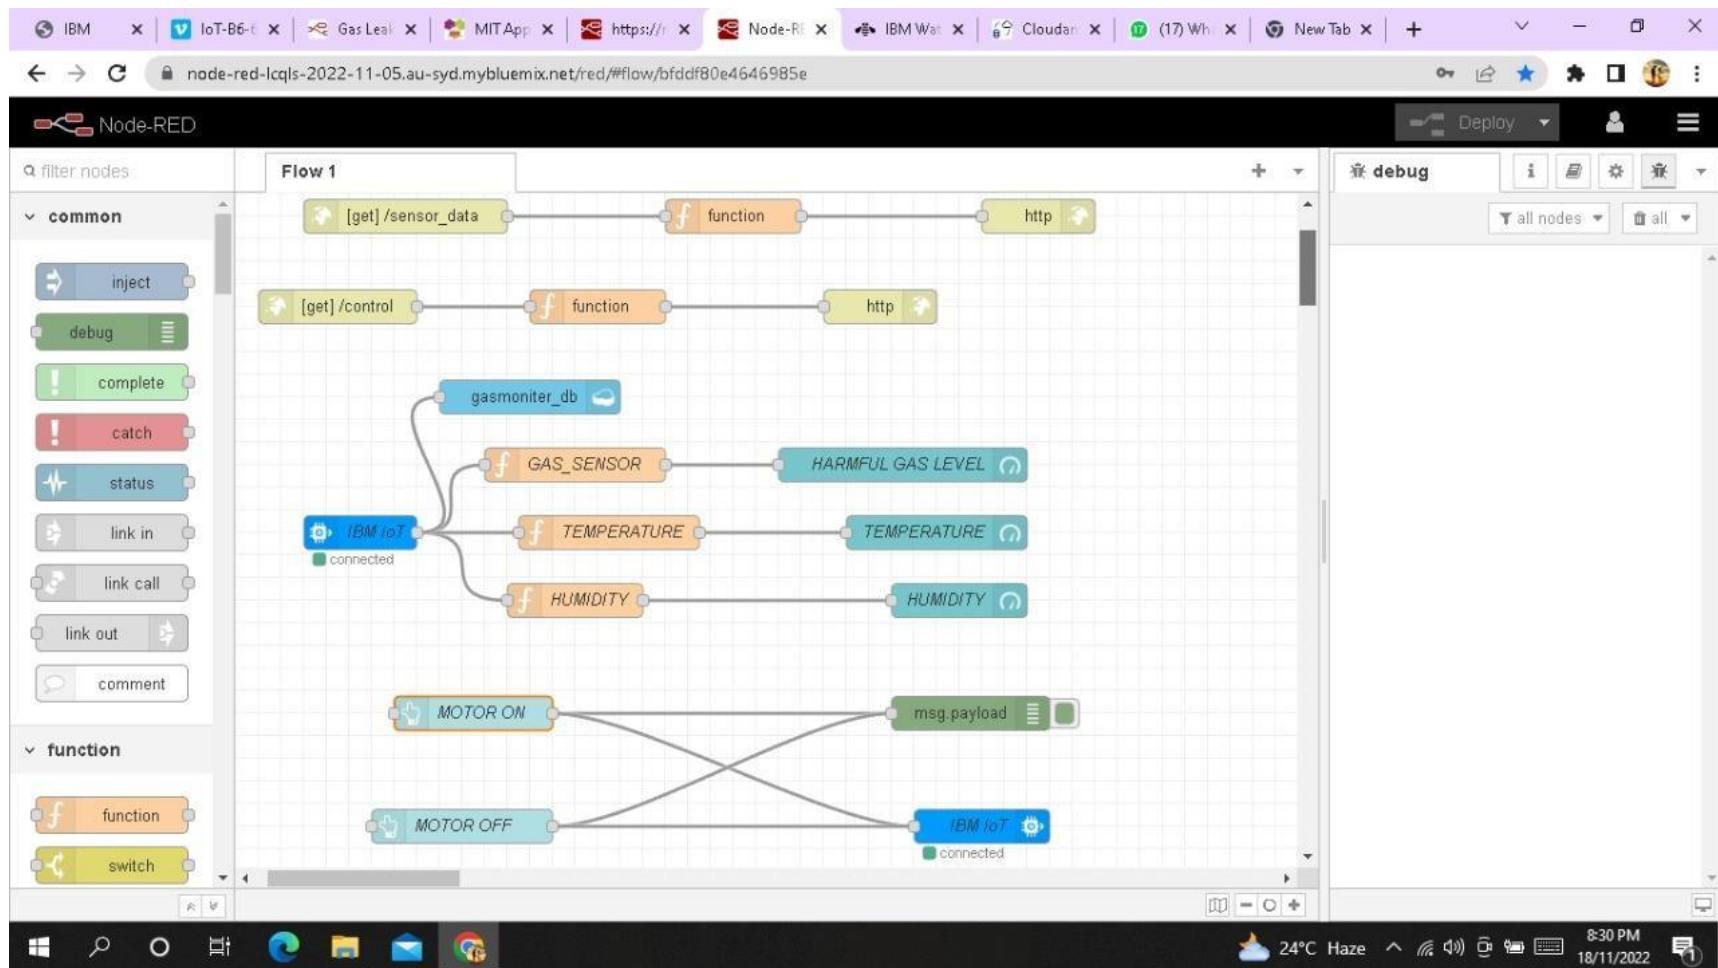 IBM
IoT-B6-6
Gas Leak
MIT App
https://r
Node-RE
IBM Wat
Cloudan
(17) Wh
New Tab
node-red-lcqls-2022-11-05.au-syd.mybluemix.net/red/#flow/bfddf80e4646985e
Node-RED
Deploy
filter nodes
Flow 1
debug
i
common
all nodes
all
[get] /sensor_data
function
http
inject
[get] /control
function
http
debug
complete
gasmoniter_db
catch
GAS_SENSOR
HARMFUL GAS LEVEL
status
IBM IoT
TEMPERATURE
TEMPERATURE
link in
connected
link call
HUMIDITY
HUMIDITY
link out
comment
MOTOR ON
msg.payload
function
function
MOTOR OFF
IBM IoT
connected
switch
24°C Haze
8:30 PM
18/11/2022
1